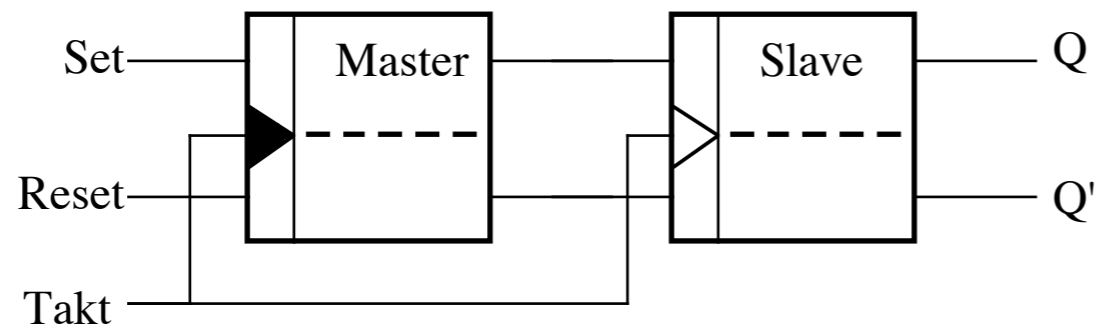 Set
Master
Slave
Q
Reset
Q'
Takt